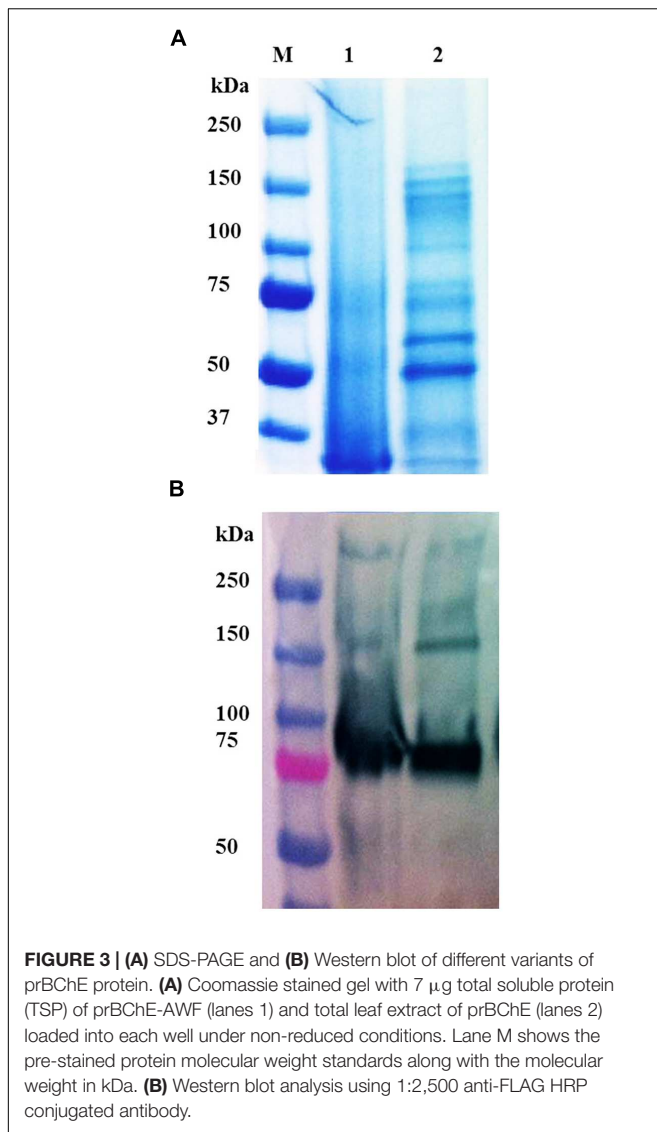 A
M 1 2
kDa
250
150
100
75
50
37
B
kDa
250
150
100
75
50
FIGURE 3 | (A) SDS-PAGE and (B) Western blot of different variants of
prBChE protein. (A) Coomassie stained gel with 7 μg total soluble protein
(TSP) of prBChE-AWF (lanes 1) and total leaf extract of prBChE (lanes 2)
loaded into each well under non-reduced conditions. Lane M shows the
pre-stained protein molecular weight standards along with the molecular
weight in kDa. (B) Western blot analysis using 1:2,500 anti-FLAG HRP
conjugated antibody.